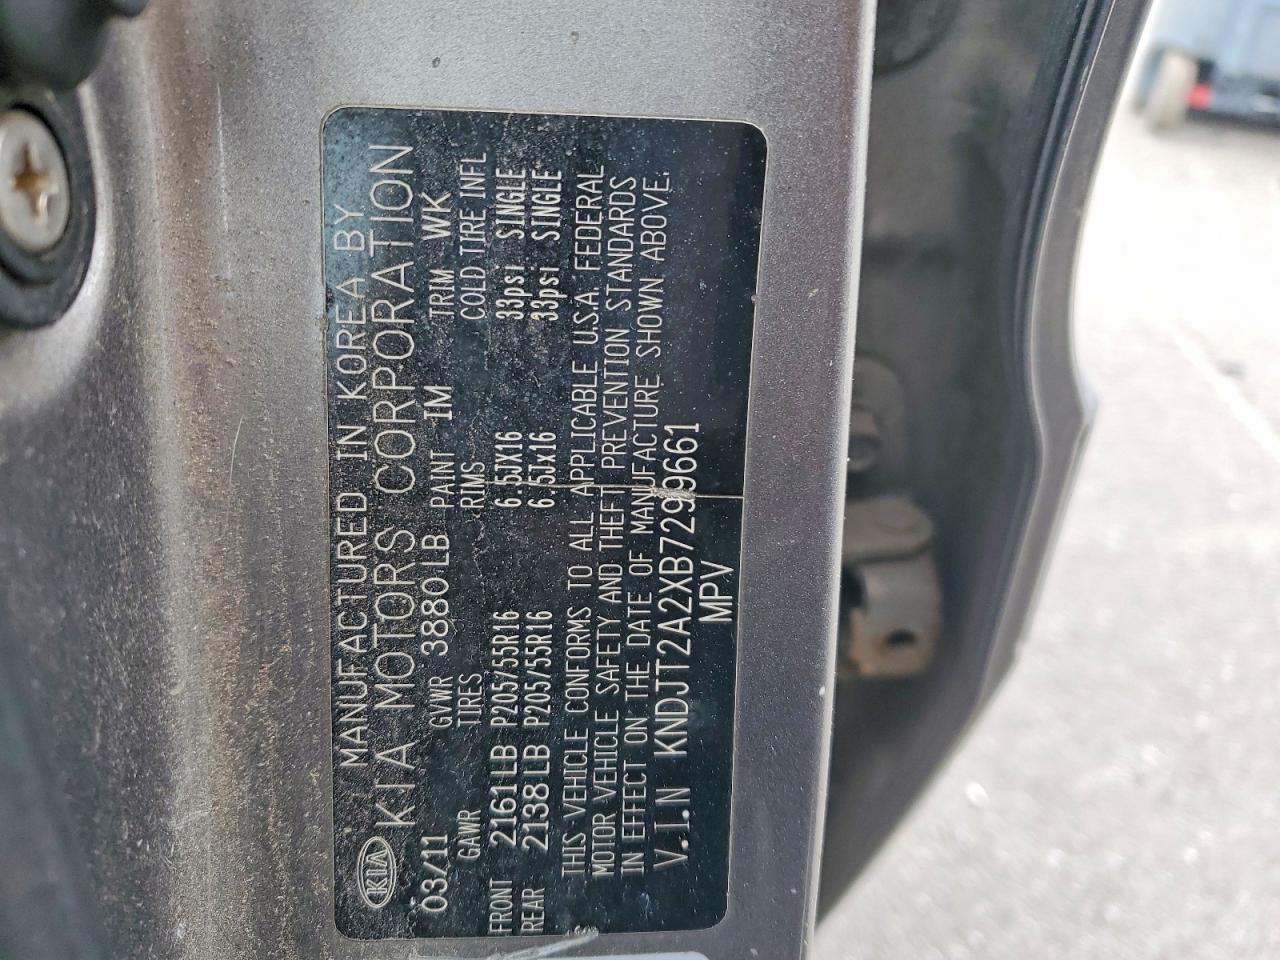 KIA
MANUFACTURED IN KOREA BY
KIA MOTORS CORPORATION
03/11 GVWR 3880LB PAINT IM TRIM WK
GAWR TIRES RIMS COLD TIRE INFL
FRONT 2161LB P205/55R16 6.5JX16 33psi SINGLE
REAR 2138LB P205/55R16 6.5Jx16 33psi SINGLE
THIS VEHICLE CONFORMS TO ALL APPLICABLE U.S.A. FEDERAL
MOTOR VEHICLE SAFETY AND THEFT PREVENTION STANDARDS
IN EFFECT ON THE DATE OF MANUFACTURE SHOWN ABOVE.
V.I.N KNDJT2A2XB7299661
MPV